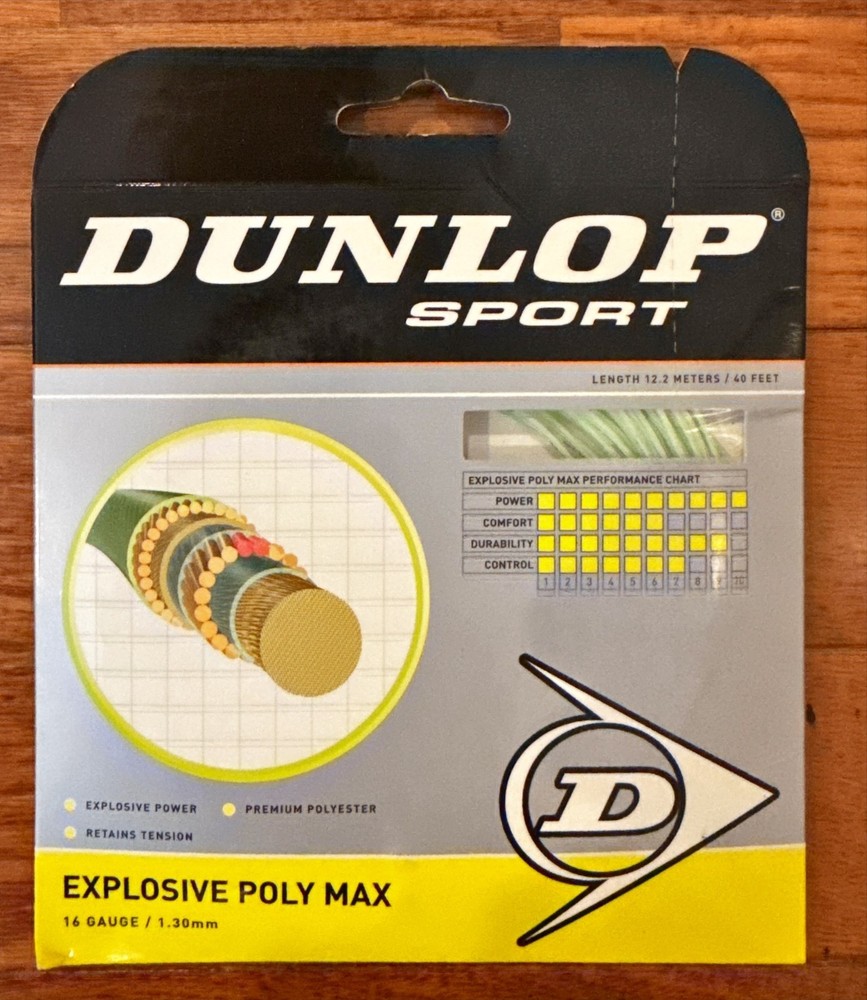 DUNLOP®
SPORT
LENGTH 12.2 METERS / 40 FEET
EXPLOSIVE POLY MAX PERFORMANCE CHART
POWER
COMFORT
DURABILITY
CONTROL
1 2 3 4 5 6 7 8 9 10
D
EXPLOSIVE POWER PREMIUM POLYESTER
RETAINS TENSION
EXPLOSIVE POLY MAX
16 GAUGE / 1.30mm